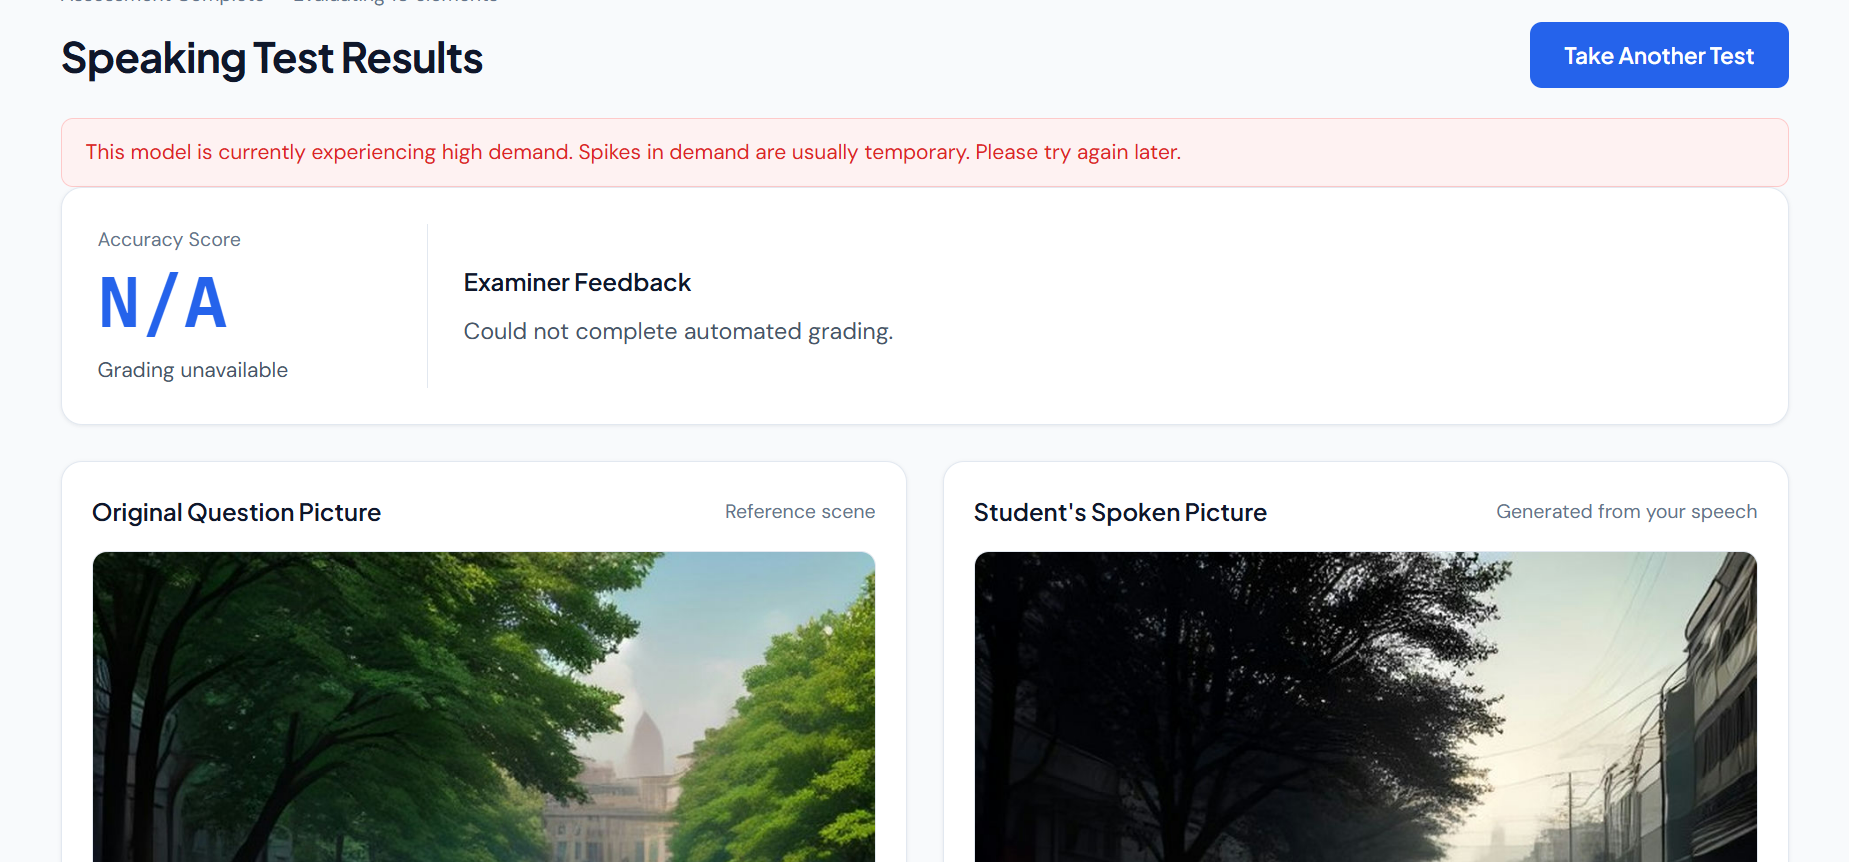 Speaking Test Results
Take Another Test
This model is currently experiencing high demand. Spikes in demand are usually temporary. Please try again later.
Accuracy Score
N/A
Grading unavailable
Examiner Feedback
Could not complete automated grading.
Original Question Picture
Reference scene
Student's Spoken Picture
Generated from your speech